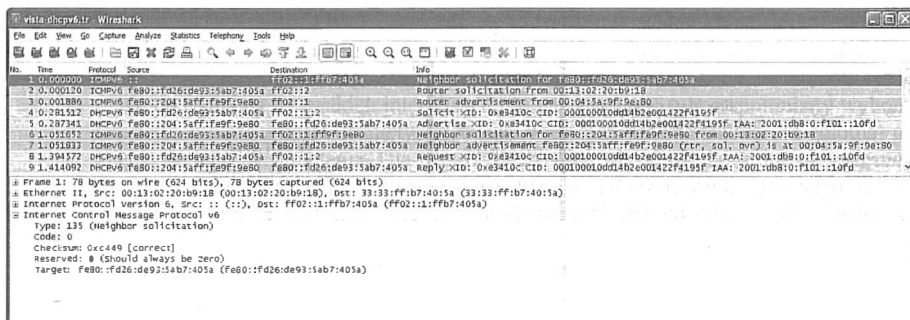 vista-dhcpv6.tr - Wireshark
File Edit View Go Capture Analyze Statistics Telephony Tools Help
No. Time Protocol Source Destination Info
1 0.000000 ICMPv6 :: ff02::1:ffb7:405a Neighbor solicitation for fe80::fd26:de93:5ab7:405a
2 0.000120 ICMPv6 fe80::fd26:de93:5ab7:405a ff02::2 Router solicitation from 00:13:02:20:b9:18
3 0.001886 ICMPv6 fe80::204:5aff:fe9f:9e80 ff02::1 Router advertisement from 00:04:5a:9f:9e:80
4 0.281512 DHCPv6 fe80::fd26:de93:5ab7:405a ff02::1:2 Solicit XID: 0xe3410c CID: 000100010dd14b2e001422f4195f
5 0.287341 DHCPv6 fe80::204:5aff:fe9f:9e80 fe80::fd26:de93:5ab7:405a Advertise XID: 0xe3410c CID: 000100010dd14b2e001422f4195f IAA: 2001:db8:0:f101::10fd
6 1.051652 ICMPv6 fe80::fd26:de93:5ab7:405a ff02::1:ff9f:9e80 Neighbor solicitation for fe80::204:5aff:fe9f:9e80 from 00:13:02:20:b9:18
7 1.051833 ICMPv6 fe80::204:5aff:fe9f:9e80 fe80::fd26:de93:5ab7:405a Neighbor advertisement fe80::204:5aff:fe9f:9e80 (rtr, sol, ovr) is at 00:04:5a:9f:9e:80
8 1.394572 DHCPv6 fe80::fd26:de93:5ab7:405a ff02::1:2 Request XID: 0xe3410c CID: 000100010dd14b2e001422f4195f IAA: 2001:db8:0:f101::10fd
9 1.414092 DHCPv6 fe80::204:5aff:fe9f:9e80 fe80::fd26:de93:5ab7:405a Reply XID: 0xe3410c CID: 000100010dd14b2e001422f4195f IAA: 2001:db8:0:f101::10fd
Frame 1: 78 bytes on wire (624 bits), 78 bytes captured (624 bits)
Ethernet II, Src: 00:13:02:20:b9:18 (00:13:02:20:b9:18), Dst: 33:33:ff:b7:40:5a (33:33:ff:b7:40:5a)
Internet Protocol Version 6, Src: :: (::), Dst: ff02::1:ffb7:405a (ff02::1:ffb7:405a)
Internet Control Message Protocol v6
Type: 135 (Neighbor solicitation)
Code: 0
Checksum: 0xc449 [correct]
Reserved: 0 (Should always be zero)
Target: fe80::fd26:de93:5ab7:405a (fe80::fd26:de93:5ab7:405a)